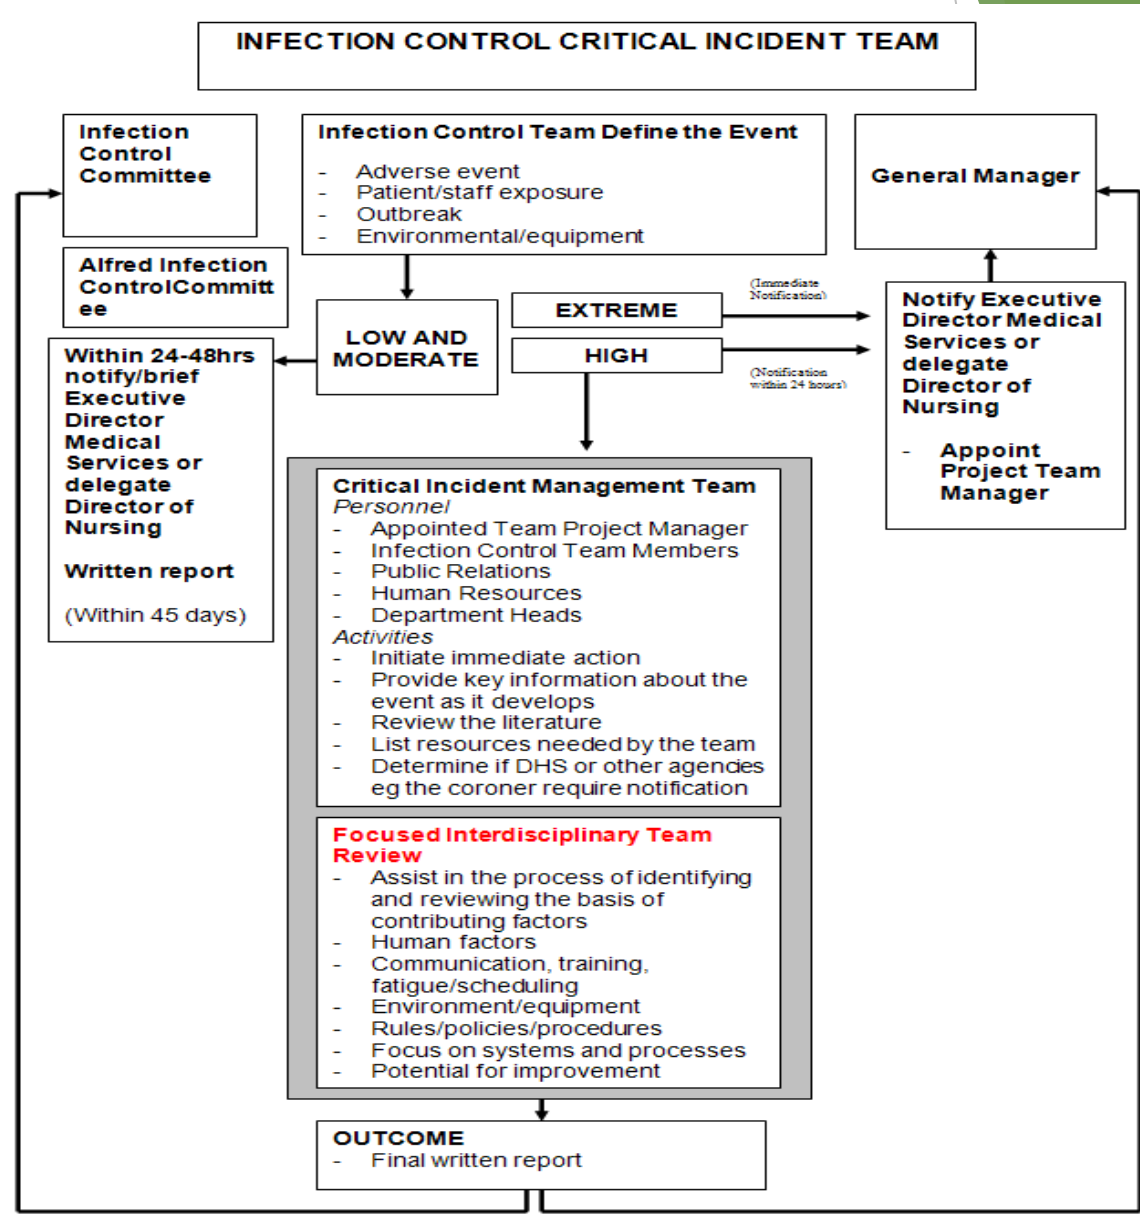 INFECTION CONTROL CRITICAL INCIDENT TEAM
Infection
Control
Committee
Infection Control Team Define the Event
- Adverse event
- Patient/staff exposure
- Outbreak
- Environmental/equipment
General Manager
Alfred Infection
ControlCommitt
ee
LOW AND
MODERATE
EXTREME
(Immediate
Notification)
HIGH
(Notification
within 24 hours)
Within 24-48hrs
notify/brief
Executive
Director
Medical
Services or
delegate
Director of
Nursing
Written report
(Within 45 days)
Notify Executive
Director Medical
Services or
delegate
Director of
Nursing
- Appoint
Project Team
Manager
Critical Incident Management Team
Personnel
- Appointed Team Project Manager
- Infection Control Team Members
- Public Relations
- Human Resources
- Department Heads
Activities
- Initiate immediate action
- Provide key information about the
event as it develops
- Review the literature
- List resources needed by the team
- Determine if DHS or other agencies
eg the coroner require notification
Focused Interdisciplinary Team
Review
- Assist in the process of identifying
and reviewing the basis of
contributing factors
- Human factors
- Communication, training,
fatigue/scheduling
- Environment/equipment
- Rules/policies/procedures
- Focus on systems and processes
- Potential for improvement
OUTCOME
- Final written report